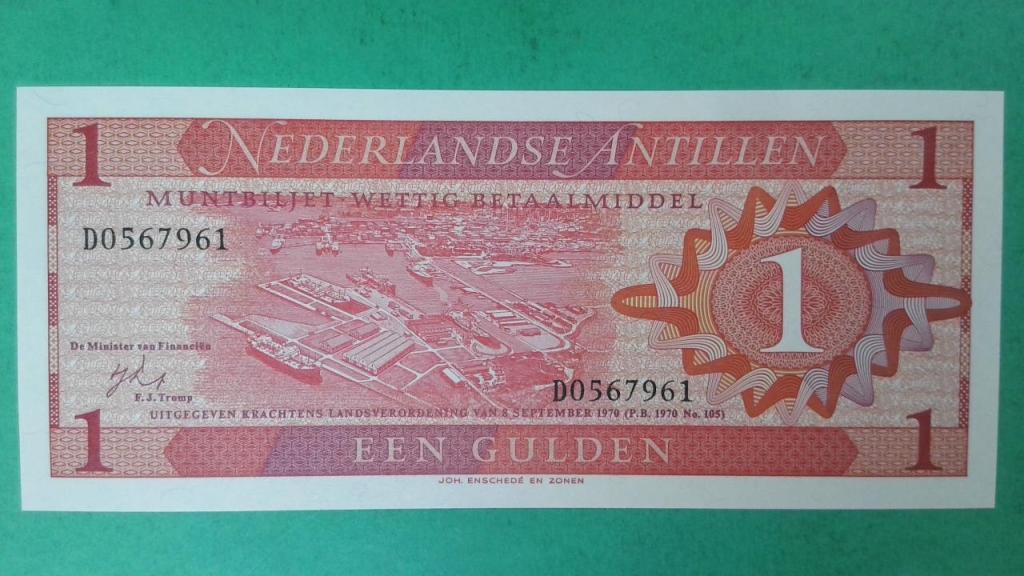 1 NEDERLANDSE ANTILLEN 1
MUNTBILJET-WETTIG BETAALMIDDEL
D0567961
1
De Minister van Financiën
F. J. Tromp
D0567961
UITGEGEVEN KRACHTENS LANDSVERORDENING VAN 8 SEPTEMBER 1970 (P.B. 1970 No. 105)
1 EEN GULDEN 1
JOH. ENSCHEDÉ EN ZONEN